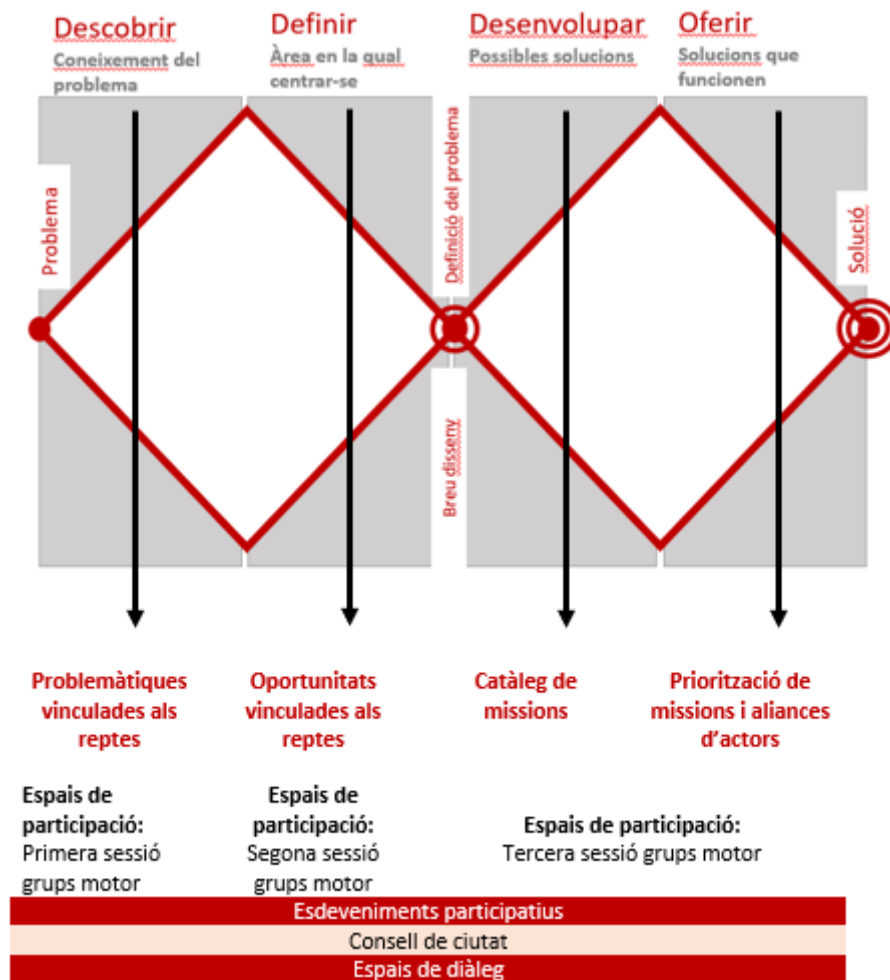 Descobrir
Coneixement del
problema
Definir
Àrea en la qual
centrar-se
Desenvolupar
Possibles solucions
Oferir
Solucions que
funcionen
Problema
Definició del problema
Breu disseny
Solució
Problemàtiques
vinculades als
reptes
Oportunitats
vinculades als
reptes
Catàleg de
missions
Priorització de
missions i aliances
d'actors
Espais de
participació:
Primera sessió
grups motor
Espais de
participació:
Segona sessió
grups motor
Espais de participació:
Tercera sessió grups motor
Esdeveniments participatius
Consell de ciutat
Espais de diàleg